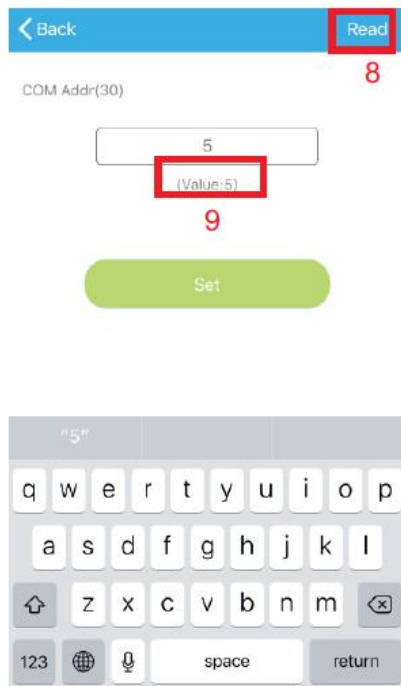 Back Read
8
COM Addr(30)
5
(Value:5)
9
Set
"5"
q w e r t y u i o p
a s d f g h j k l
z x c v b n m
123 space return